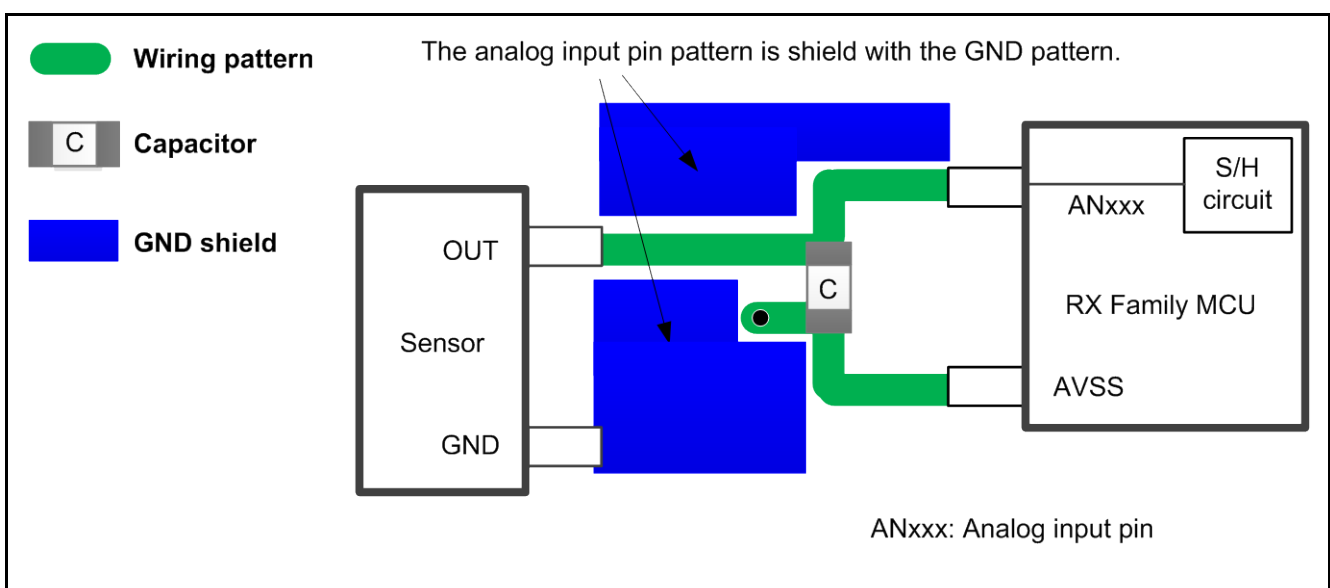 Wiring pattern
The analog input pin pattern is shield with the GND pattern.
C
Capacitor
GND shield
OUT
Sensor
GND
C
S/H
circuit
ANxxx
RX Family MCU
AVSS
ANxxx: Analog input pin